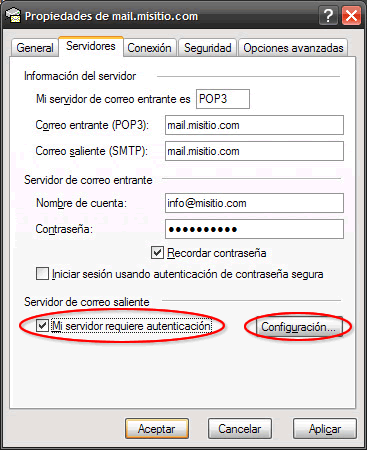 Propiedades de mail.misitio.com
General Servidores Conexión Seguridad Opciones avanzadas
Información del servidor
Mi servidor de correo entrante es POP3
Correo entrante (POP3): mail.misitio.com
Correo saliente (SMTP): mail.misitio.com
Servidor de correo entrante
Nombre de cuenta: info@misitio.com
Contraseña: ●●●●●●●●●●
Recordar contraseña
Iniciar sesión usando autenticación de contraseña segura
Servidor de correo saliente
Mi servidor requiere autenticación Configuración...
Aceptar Cancelar Aplicar